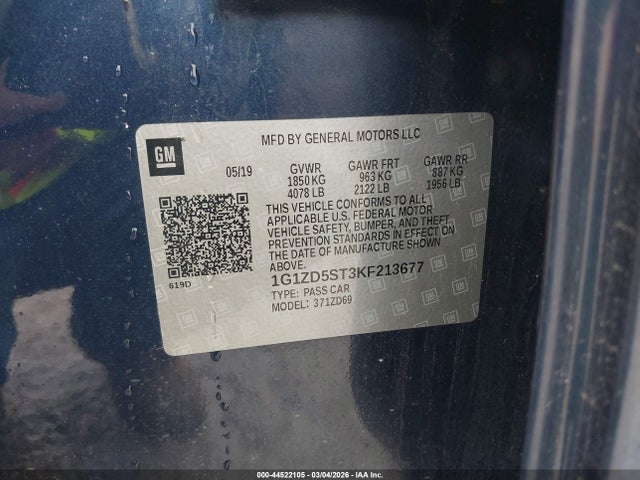 GM
MFD BY GENERAL MOTORS LLC
05/19 GVWR GAWR FRT GAWR RR
1850 KG 963 KG 887 KG
4078 LB 2122 LB 1956 LB
THIS VEHICLE CONFORMS TO ALL
APPLICABLE U.S. FEDERAL MOTOR
VEHICLE SAFETY, BUMPER, AND THEFT
PREVENTION STANDARDS IN EFFECT ON
THE DATE OF MANUFACTURE SHOWN
ABOVE.
619D
1G1ZD5ST3KF213677
TYPE: PASS CAR
MODEL: 371ZD69
000-44522105 - 03/04/2026 - IAAI, Inc.